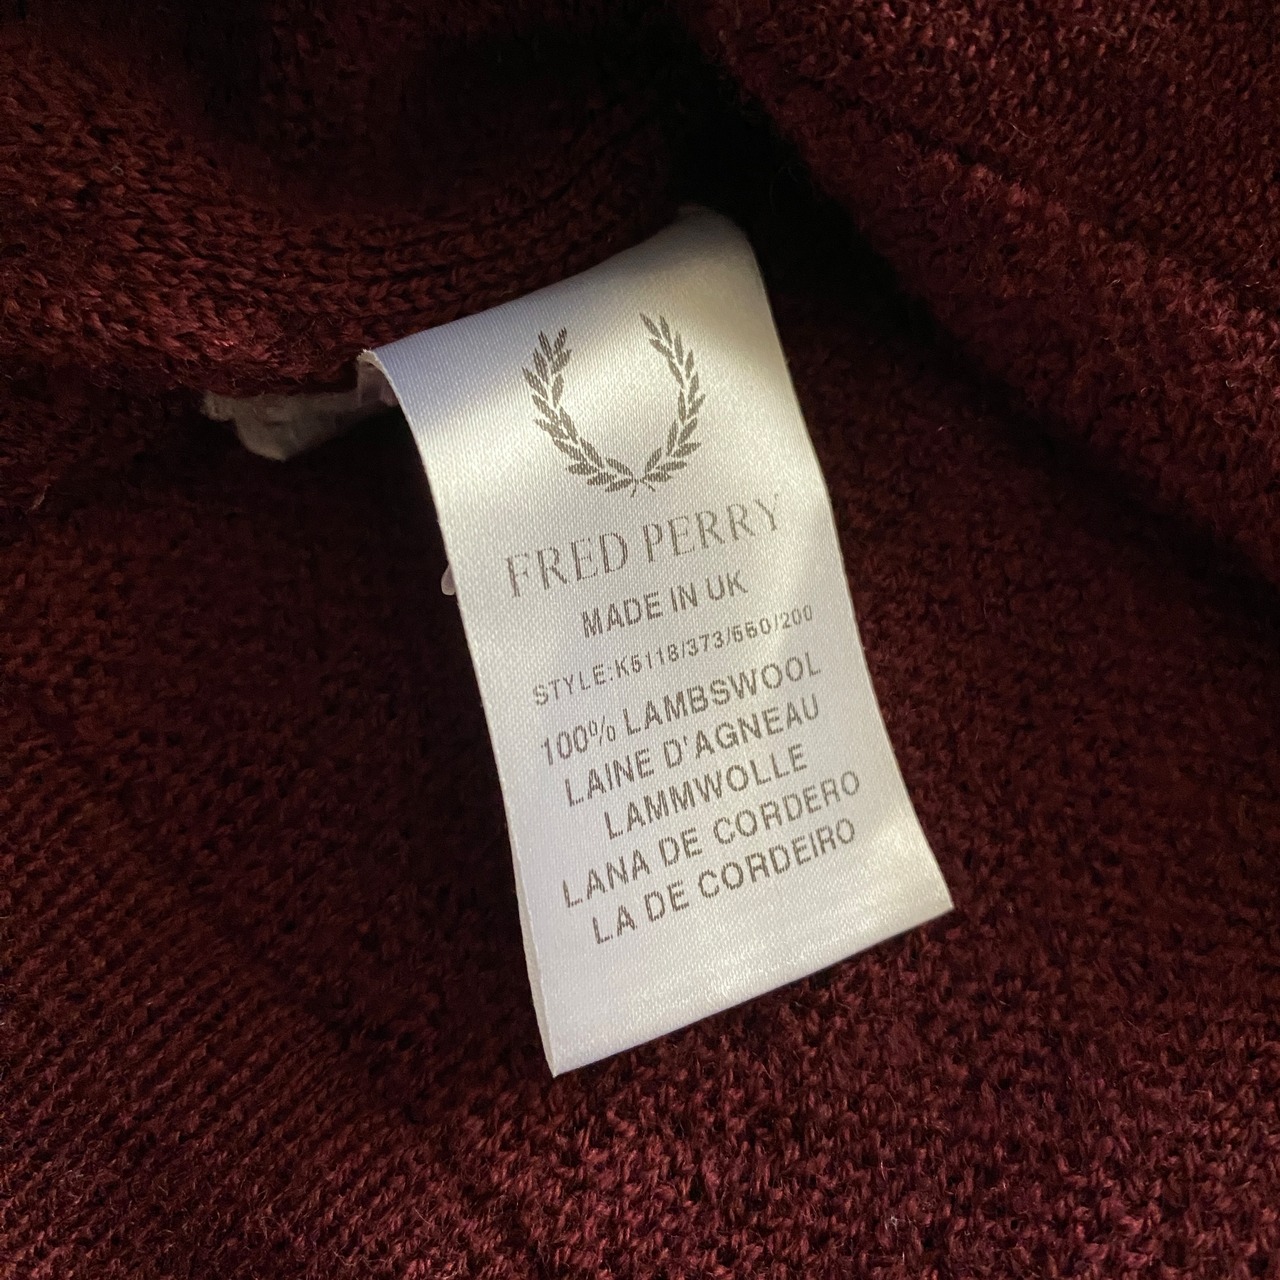 FRED PERRY
MADE IN UK
STYLE:K5118/373/550/200
100% LAMBSWOOL
LAINE D'AGNEAU
LAMMWOLLE
LANA DE CORDERO
LA DE CORDEIRO